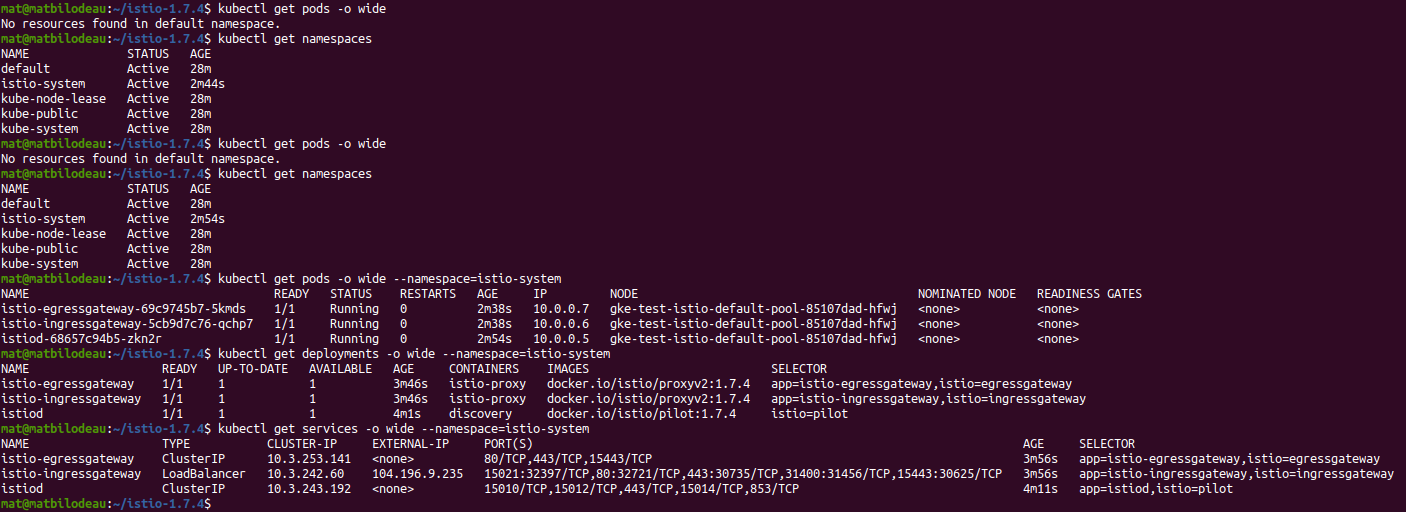 mat@matbilodeau:~/istio-1.7.4$ kubectl get pods -o wide
No resources found in default namespace.
mat@matbilodeau:~/istio-1.7.4$ kubectl get namespaces
NAME              STATUS   AGE
default           Active   28m
istio-system      Active   2m44s
kube-node-lease   Active   28m
kube-public       Active   28m
kube-system       Active   28m
mat@matbilodeau:~/istio-1.7.4$ kubectl get pods -o wide
No resources found in default namespace.
mat@matbilodeau:~/istio-1.7.4$ kubectl get namespaces
NAME              STATUS   AGE
default           Active   28m
istio-system      Active   2m54s
kube-node-lease   Active   28m
kube-public       Active   28m
kube-system       Active   28m
mat@matbilodeau:~/istio-1.7.4$ kubectl get pods -o wide --namespace=istio-system
NAME                                   READY   STATUS    RESTARTS   AGE     IP         NODE                                        NOMINATED NODE   READINESS GATES
istio-egressgateway-69c9745b7-5kmds    1/1     Running   0          2m38s   10.0.0.7   gke-test-istio-default-pool-85107dad-hfwj   <none>           <none>
istio-ingressgateway-5cb9d7c76-qchp7   1/1     Running   0          2m38s   10.0.0.6   gke-test-istio-default-pool-85107dad-hfwj   <none>           <none>
istiod-68657c94b5-zkn2r                1/1     Running   0          2m54s   10.0.0.5   gke-test-istio-default-pool-85107dad-hfwj   <none>           <none>
mat@matbilodeau:~/istio-1.7.4$ kubectl get deployments -o wide --namespace=istio-system
NAME                   READY   UP-TO-DATE   AVAILABLE   AGE     CONTAINERS    IMAGES                          SELECTOR
istio-egressgateway    1/1     1            1           3m46s   istio-proxy   docker.io/istio/proxyv2:1.7.4   app=istio-egressgateway,istio=egressgateway
istio-ingressgateway   1/1     1            1           3m46s   istio-proxy   docker.io/istio/proxyv2:1.7.4   app=istio-ingressgateway,istio=ingressgateway
istiod                 1/1     1            1           4m1s    discovery     docker.io/istio/pilot:1.7.4     istio=pilot
mat@matbilodeau:~/istio-1.7.4$ kubectl get services -o wide --namespace=istio-system
NAME                   TYPE           CLUSTER-IP     EXTERNAL-IP     PORT(S)                                                                      AGE     SELECTOR
istio-egressgateway    ClusterIP      10.3.253.141   <none>          80/TCP,443/TCP,15443/TCP                                                     3m56s   app=istio-egressgateway,istio=egressgateway
istio-ingressgateway   LoadBalancer   10.3.242.60    104.196.9.235   15021:32397/TCP,80:32721/TCP,443:30735/TCP,31400:31456/TCP,15443:30625/TCP   3m56s   app=istio-ingressgateway,istio=ingressgateway
istiod                 ClusterIP      10.3.243.192   <none>          15010/TCP,15012/TCP,443/TCP,15014/TCP,853/TCP                                4m11s   app=istiod,istio=pilot
mat@matbilodeau:~/istio-1.7.4$